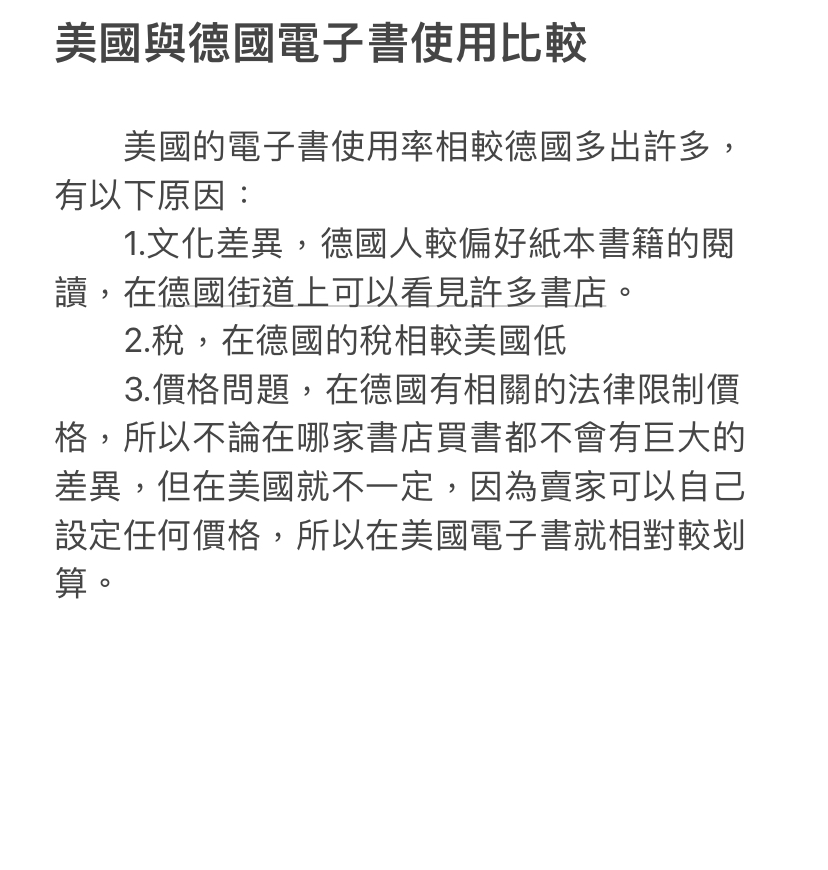 美國與德國電子書使用比較
美國的電子書使用率相較德國多出許多，
有以下原因：
1.文化差異，德國人較偏好紙本書籍的閱
讀，在德國街道上可以看見許多書店。
2.稅，在德國的稅相較美國低
3.價格問題，在德國有相關的法律限制價
格，所以不論在哪家書店買書都不會有巨大的
差異，但在美國就不一定，因為賣家可以自己
設定任何價格，所以在美國電子書就相對較划
算。